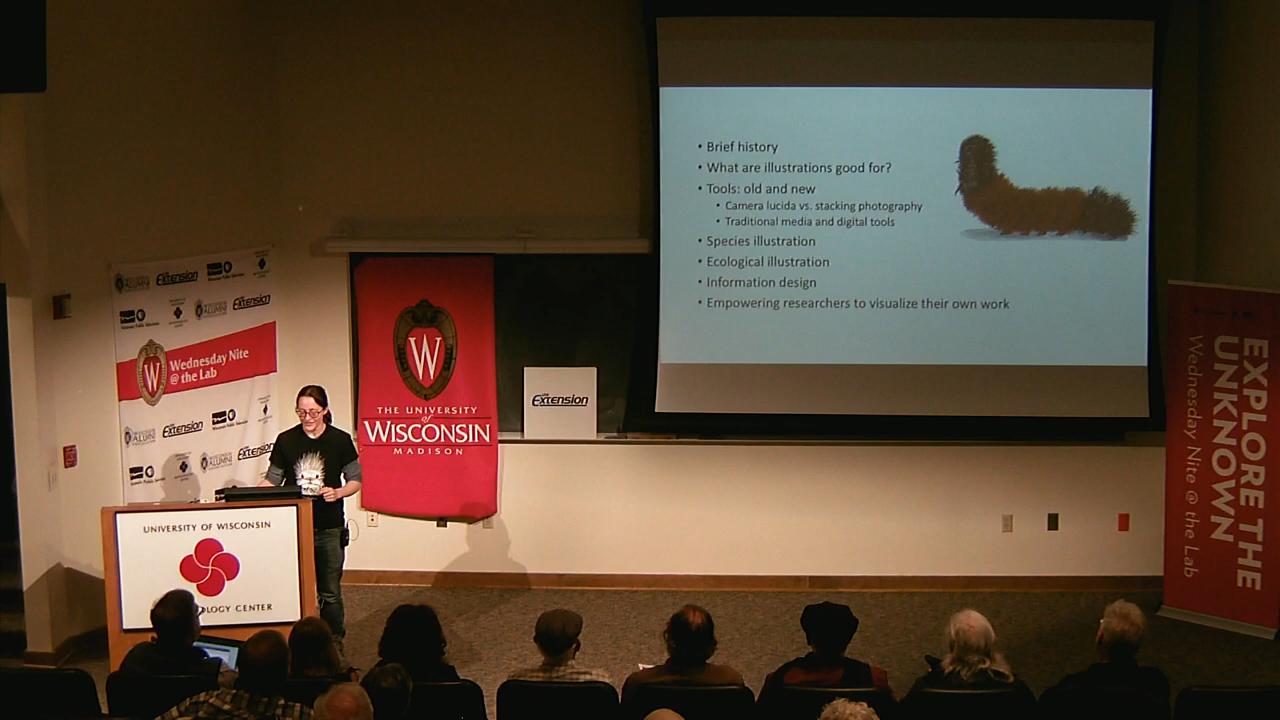 • Brief history
• What are illustrations good for?
• Tools: old and new
• Camera lucida vs. stacking photography
• Traditional media and digital tools
• Species illustration
• Ecological illustration
• Information design
• Empowering researchers to visualize their own work
Extension
Extension
Wednesday Nite
@ the Lab
W
Extension
Extension
W
THE UNIVERSITY
of
WISCONSIN
MADISON
Extension
UNIVERSITY OF WISCONSIN
OLOGY CENTER
EXPLORE THE
UNKNOWN
Wednesday Nite @ the Lab